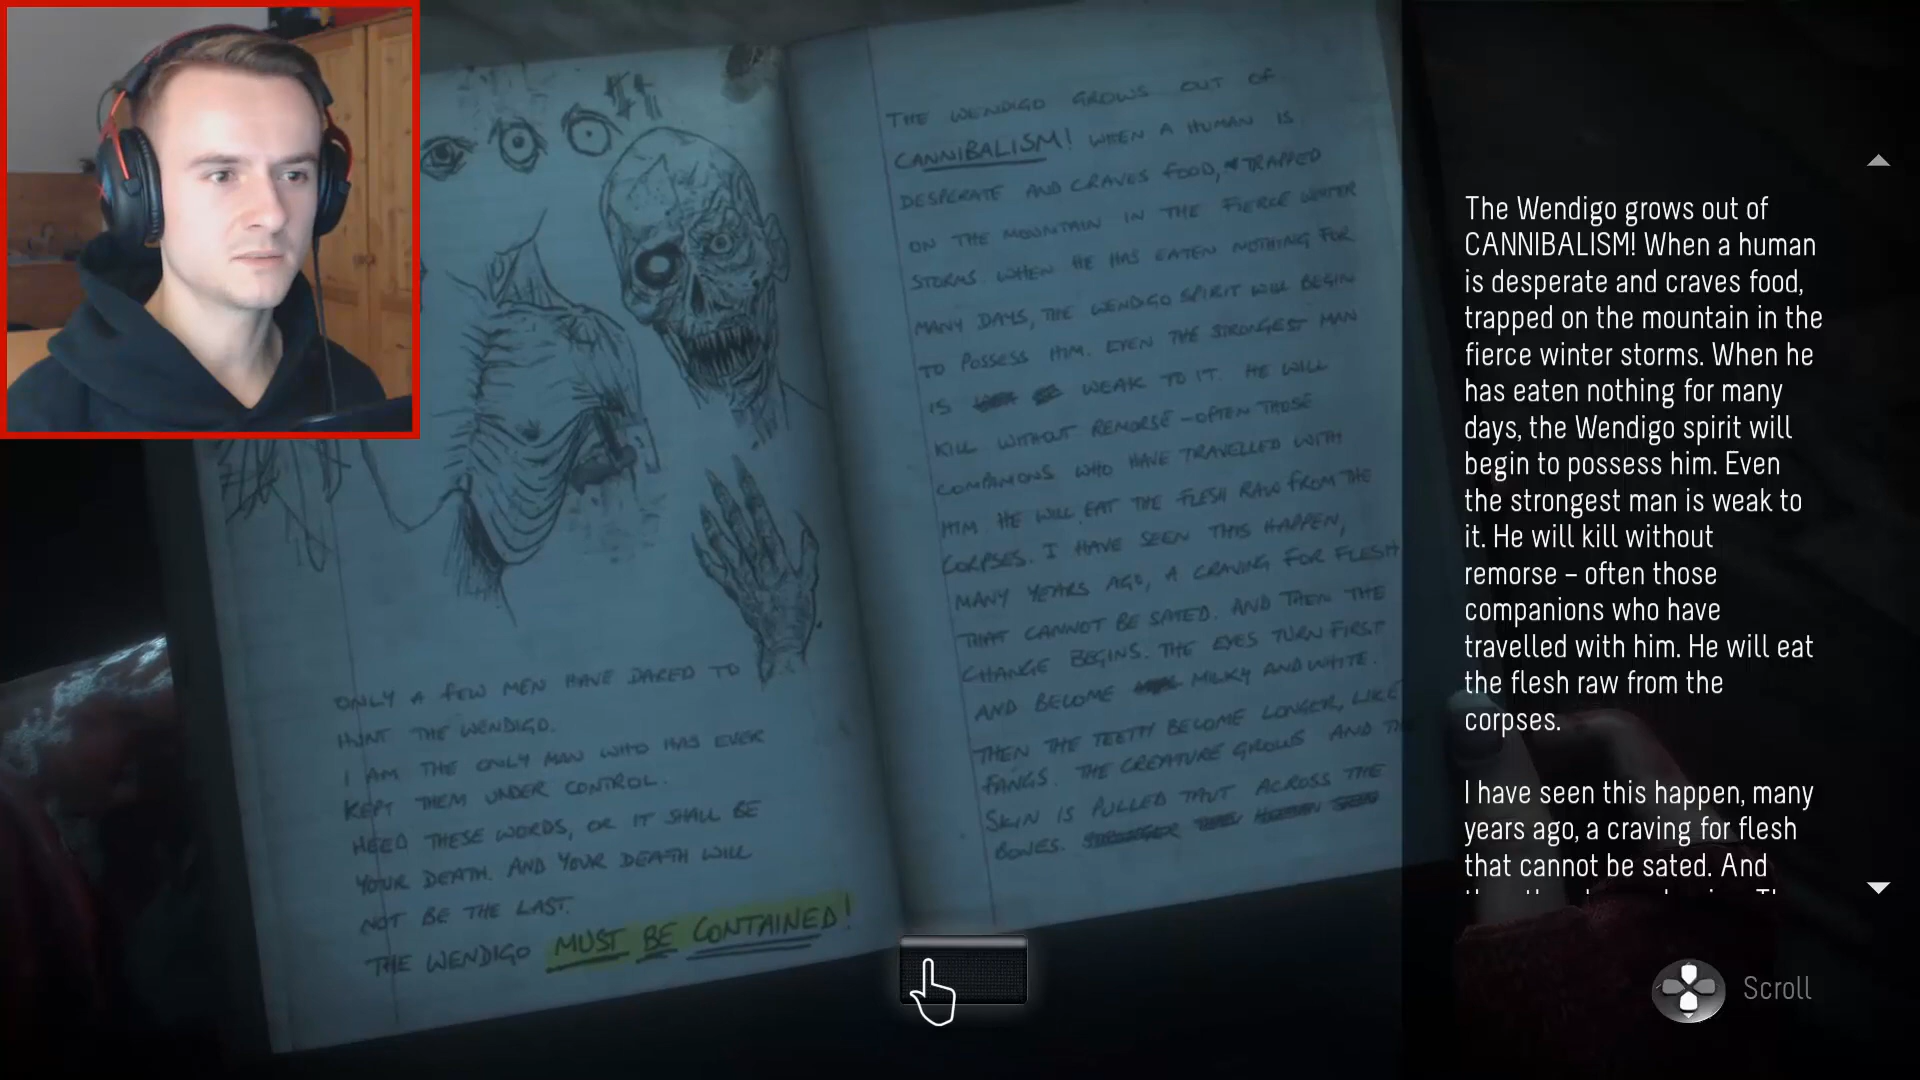 ONLY A FEW MEN HAVE DARED TO
HUNT THE WENDIGO.
I AM THE ONLY MAN WHO HAS EVER
KEPT THEM UNDER CONTROL.
HEED THESE WORDS, OR IT SHALL BE
YOUR DEATH. AND YOUR DEATH WILL
NOT BE THE LAST.
THE WENDIGO MUST BE CONTAINED!
THE WENDIGO GROWS OUT OF
CANNIBALISM! WHEN A HUMAN IS
DESPERATE AND CRAVES FOOD, TRAPPED
ON THE MOUNTAIN IN THE FIERCE WINTER
STORMS. WHEN HE HAS EATEN NOTHING FOR
MANY DAYS, THE WENDIGO SPIRIT WILL BEGIN
TO POSSESS HIM. EVEN THE STRONGEST MAN
IS WEAK TO IT. HE WILL
KILL WITHOUT REMORSE - OFTEN THOSE
COMPANIONS WHO HAVE TRAVELLED WITH
HIM. HE WILL EAT THE FLESH RAW FROM THE
CORPSES. I HAVE SEEN THIS HAPPEN,
MANY YEARS AGO, A CRAVING FOR FLESH
THAT CANNOT BE SATED. AND THEN THE
CHANGE BEGINS. THE EYES TURN FIRST
AND BECOME MILKY AND WHITE.
THEN THE TEETH BECOME LONGER, LIKE
FANGS. THE CREATURE GROWS AND THE
SKIN IS PULLED TAUT ACROSS THE
BONES.
The Wendigo grows out of
CANNIBALISM! When a human
is desperate and craves food,
trapped on the mountain in the
fierce winter storms. When he
has eaten nothing for many
days, the Wendigo spirit will
begin to possess him. Even
the strongest man is weak to
it. He will kill without
remorse – often those
companions who have
travelled with him. He will eat
the flesh raw from the
corpses.
I have seen this happen, many
years ago, a craving for flesh
that cannot be sated. And
Scroll